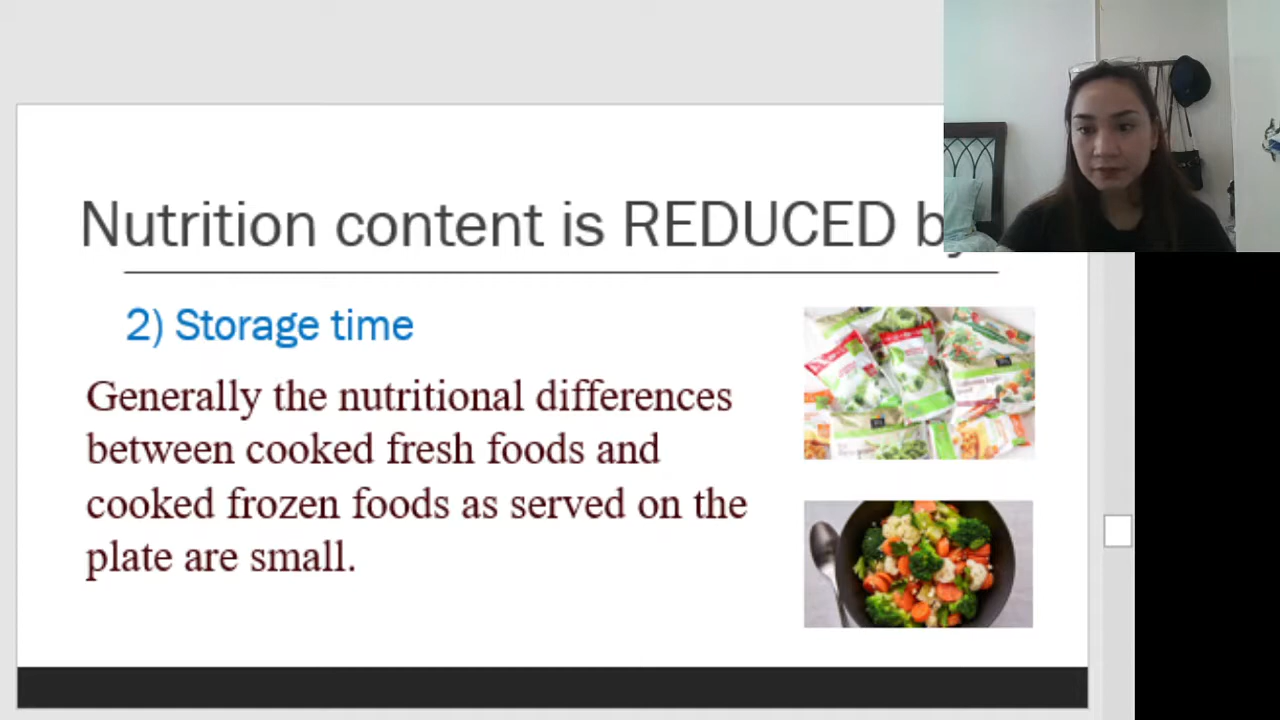 Nutrition content is REDUCED by
2) Storage time
Generally the nutritional differences
between cooked fresh foods and
cooked frozen foods as served on the
plate are small.